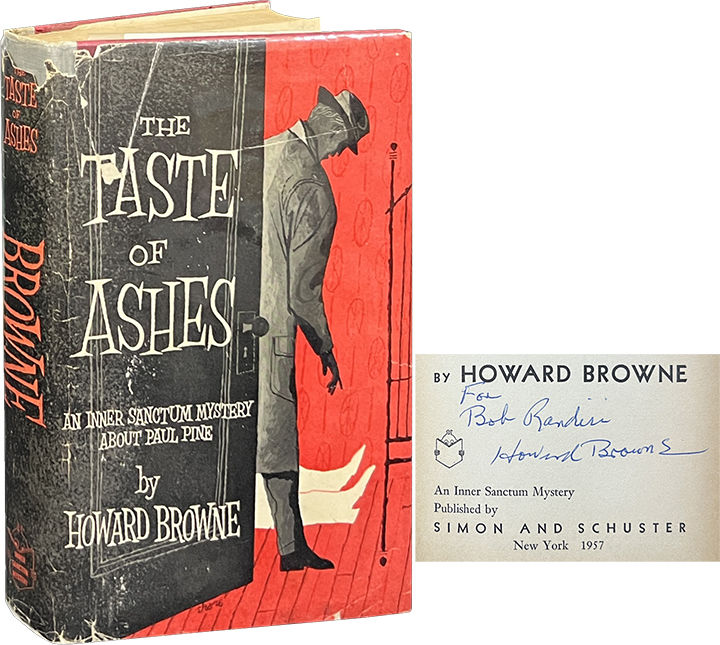 THE
TASTE
OF
ASHES
BROWNE
THE
TASTE
OF
ASHES
AN INNER SANCTUM MYSTERY
ABOUT PAUL PINE
by
HOWARD BROWNE
BY HOWARD BROWNE
For
Bob Randisi
Howard Browne
An Inner Sanctum Mystery
Published by
SIMON AND SCHUSTER
New York 1957